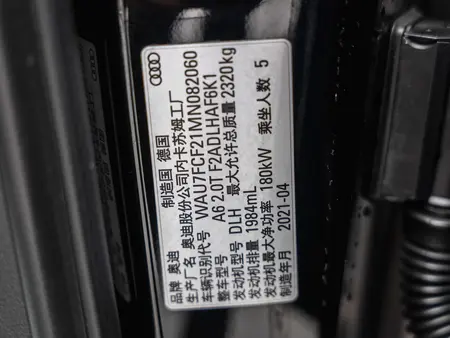 品牌 奥迪 制造国 德国
生产厂名 奥迪股份公司内卡苏姆工厂
车辆识别代号 WAU7FCF21MN082060
整车型号 A6 2.0T F2ADLHAF6K1
发动机型号 DLH 最大允许总质量 2320kg
发动机排量 1984mL
发动机最大净功率 180kW 乘坐人数 5
制造年月 2021-04